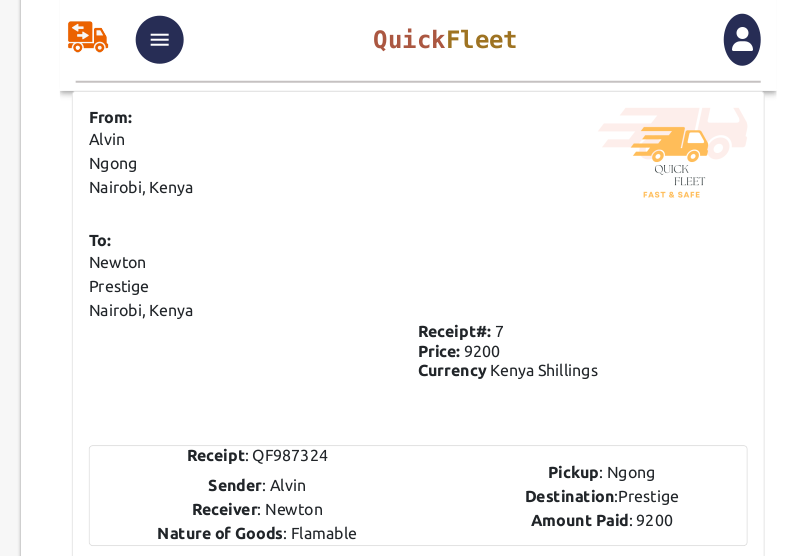 QuickFleet
From:
Alvin
Ngong
Nairobi, Kenya
QUICK
FLEET
FAST & SAFE
To:
Newton
Prestige
Nairobi, Kenya
Receipt#: 7
Price: 9200
Currency Kenya Shillings
Receipt: QF987324
Sender: Alvin
Receiver: Newton
Nature of Goods: Flamable
Pickup: Ngong
Destination:Prestige
Amount Paid: 9200